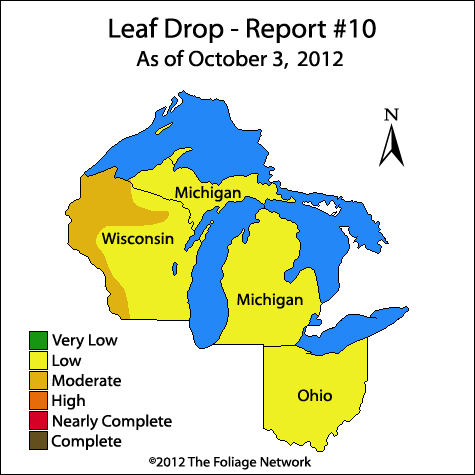 Leaf Drop - Report #10
As of October 3, 2012
N
Michigan
Wisconsin
Michigan
Ohio
Very Low
Low
Moderate
High
Nearly Complete
Complete
©2012 The Foliage Network